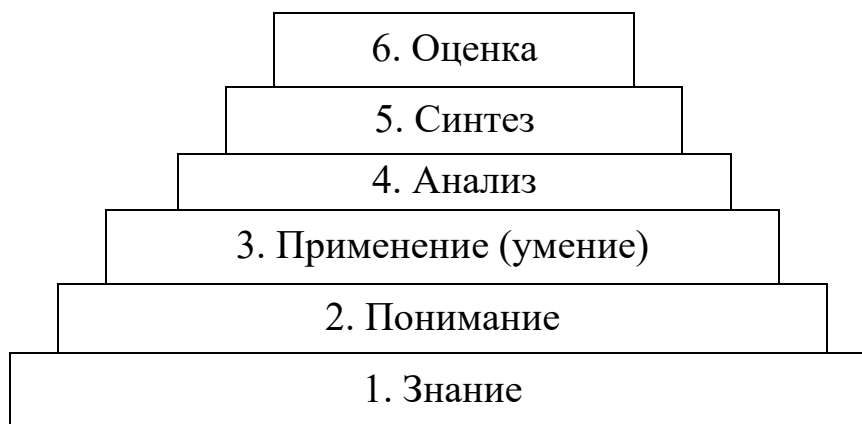 6. Оценка
5. Синтез
4. Анализ
3. Применение (умение)
2. Понимание
1. Знание